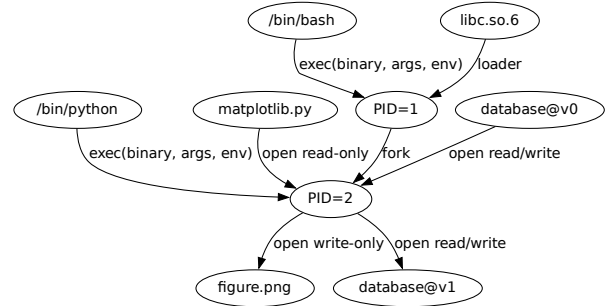 /bin/bash
libc.so.6
exec(binary, args, env)
loader
/bin/python
matplotlib.py
PID=1
database@v0
exec(binary, args, env)
open read-only
fork
open read/write
PID=2
open write-only
open read/write
figure.png
database@v1